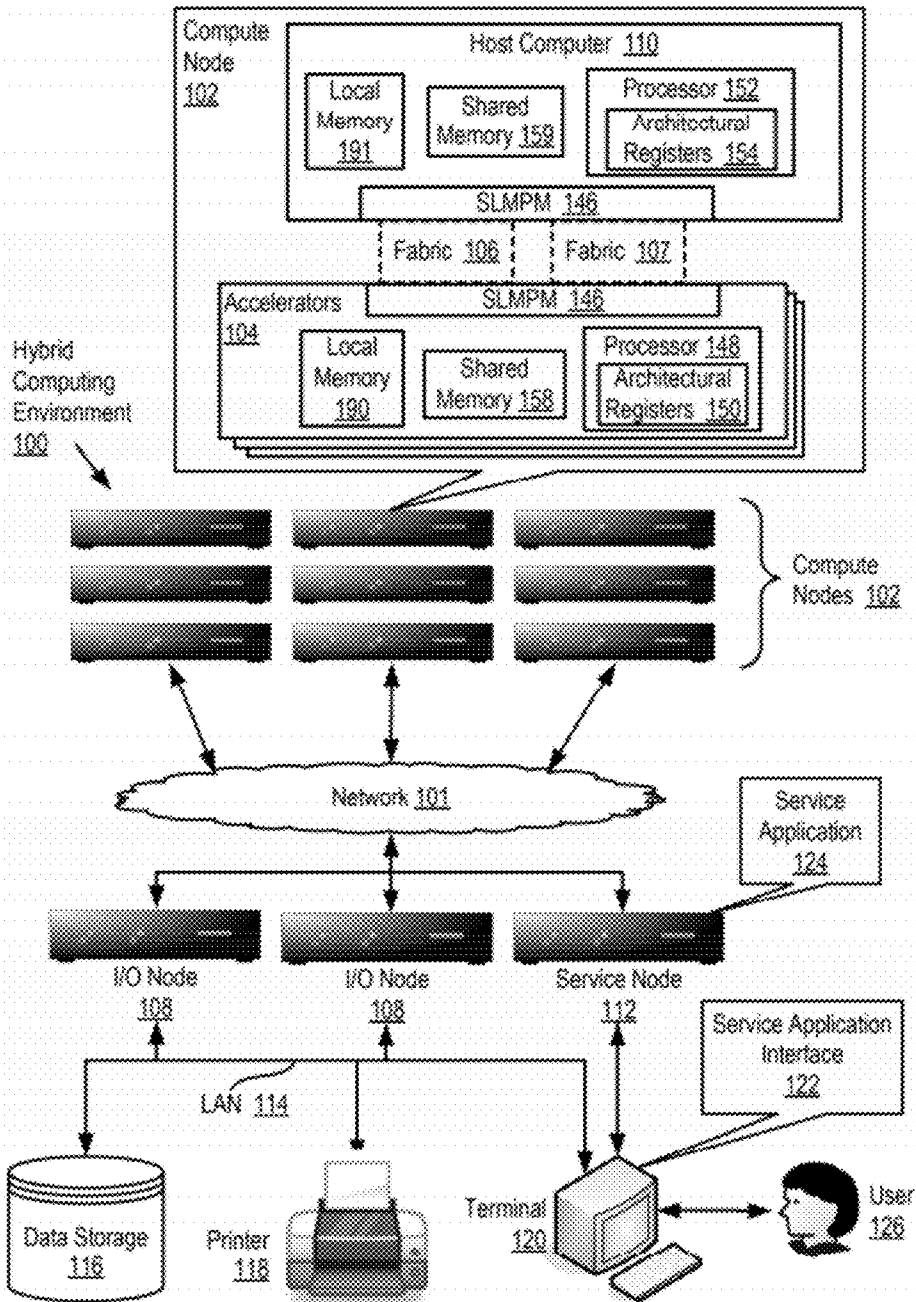 Compute
Node
102
Host Computer 110
Local
Memory
191
Shared
Memory 159
Processor 152
Architectural
Registers 154
SLMPM 146
Fabric 106
Fabric 107
Accelerators
104
SLMPM 146
Local
Memory
190
Shared
Memory 158
Processor 148
Architectural
Registers 150
Hybrid
Computing
Environment
100
Compute
Nodes 102
Network 101
Service
Application
124
I/O Node
108
I/O Node
108
Service Node
112
Service Application
Interface
122
LAN 114
Data Storage
116
Printer
118
Terminal
120
User
126